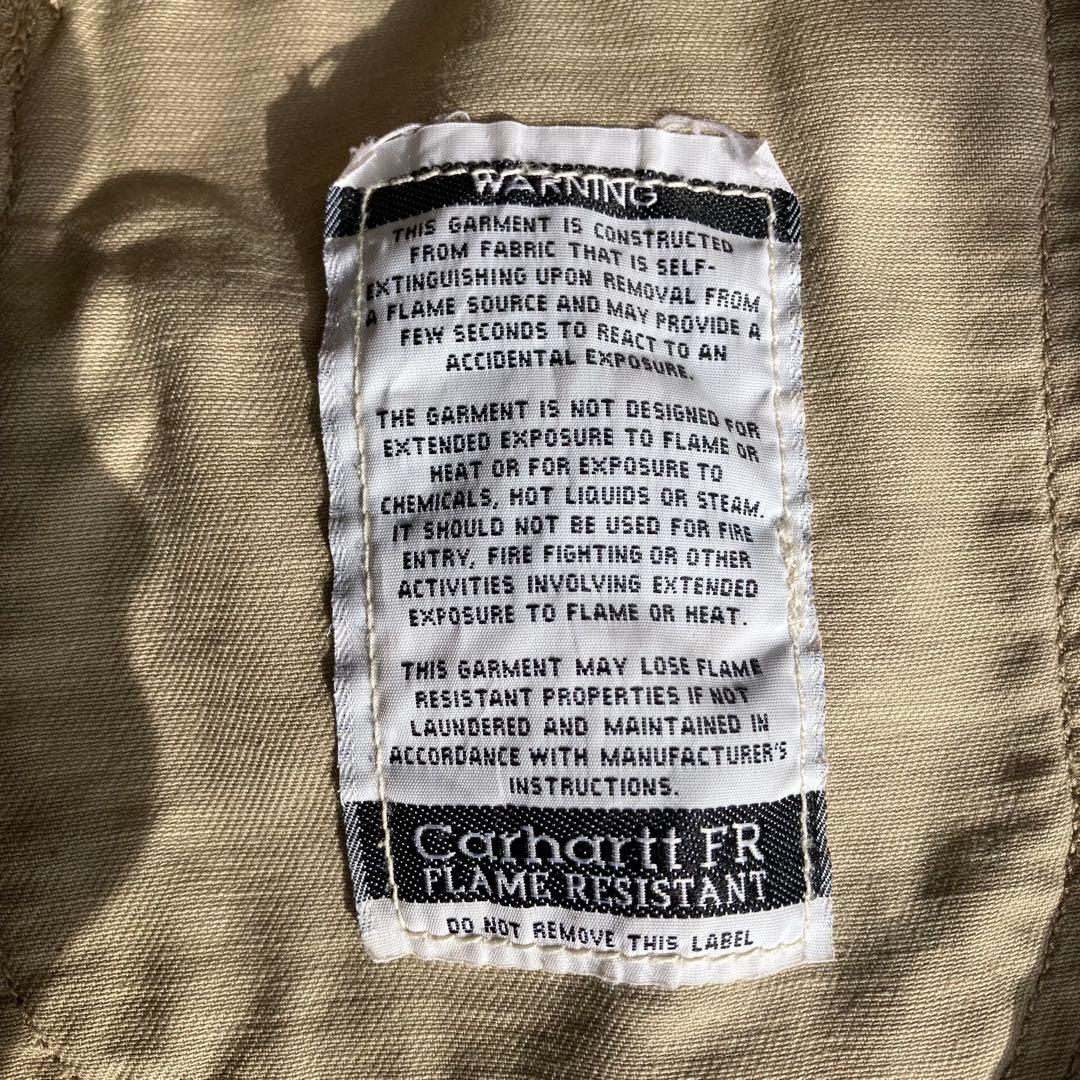 WARNING
THIS GARMENT IS CONSTRUCTED
FROM FABRIC THAT IS SELF-
EXTINGUISHING UPON REMOVAL FROM
A FLAME SOURCE AND MAY PROVIDE A
FEW SECONDS TO REACT TO AN
ACCIDENTAL EXPOSURE.
THE GARMENT IS NOT DESIGNED FOR
EXTENDED EXPOSURE TO FLAME OR
HEAT OR FOR EXPOSURE TO
CHEMICALS, HOT LIQUIDS OR STEAM.
IT SHOULD NOT BE USED FOR FIRE
ENTRY, FIRE FIGHTING OR OTHER
ACTIVITIES INVOLVING EXTENDED
EXPOSURE TO FLAME OR HEAT.
THIS GARMENT MAY LOSE FLAME
RESISTANT PROPERTIES IF NOT
LAUNDERED AND MAINTAINED IN
ACCORDANCE WITH MANUFACTURER'S
INSTRUCTIONS.
Carhartt FR
FLAME RESISTANT
DO NOT REMOVE THIS LABEL